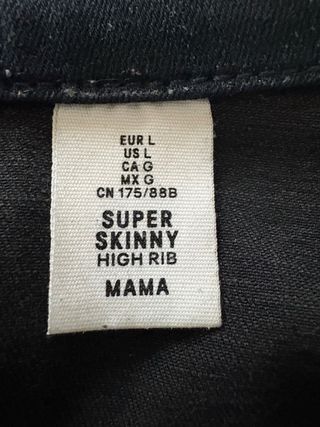 EUR L
US L
CA G
MX G
CN 175/88B
SUPER
SKINNY
HIGH RIB
MAMA